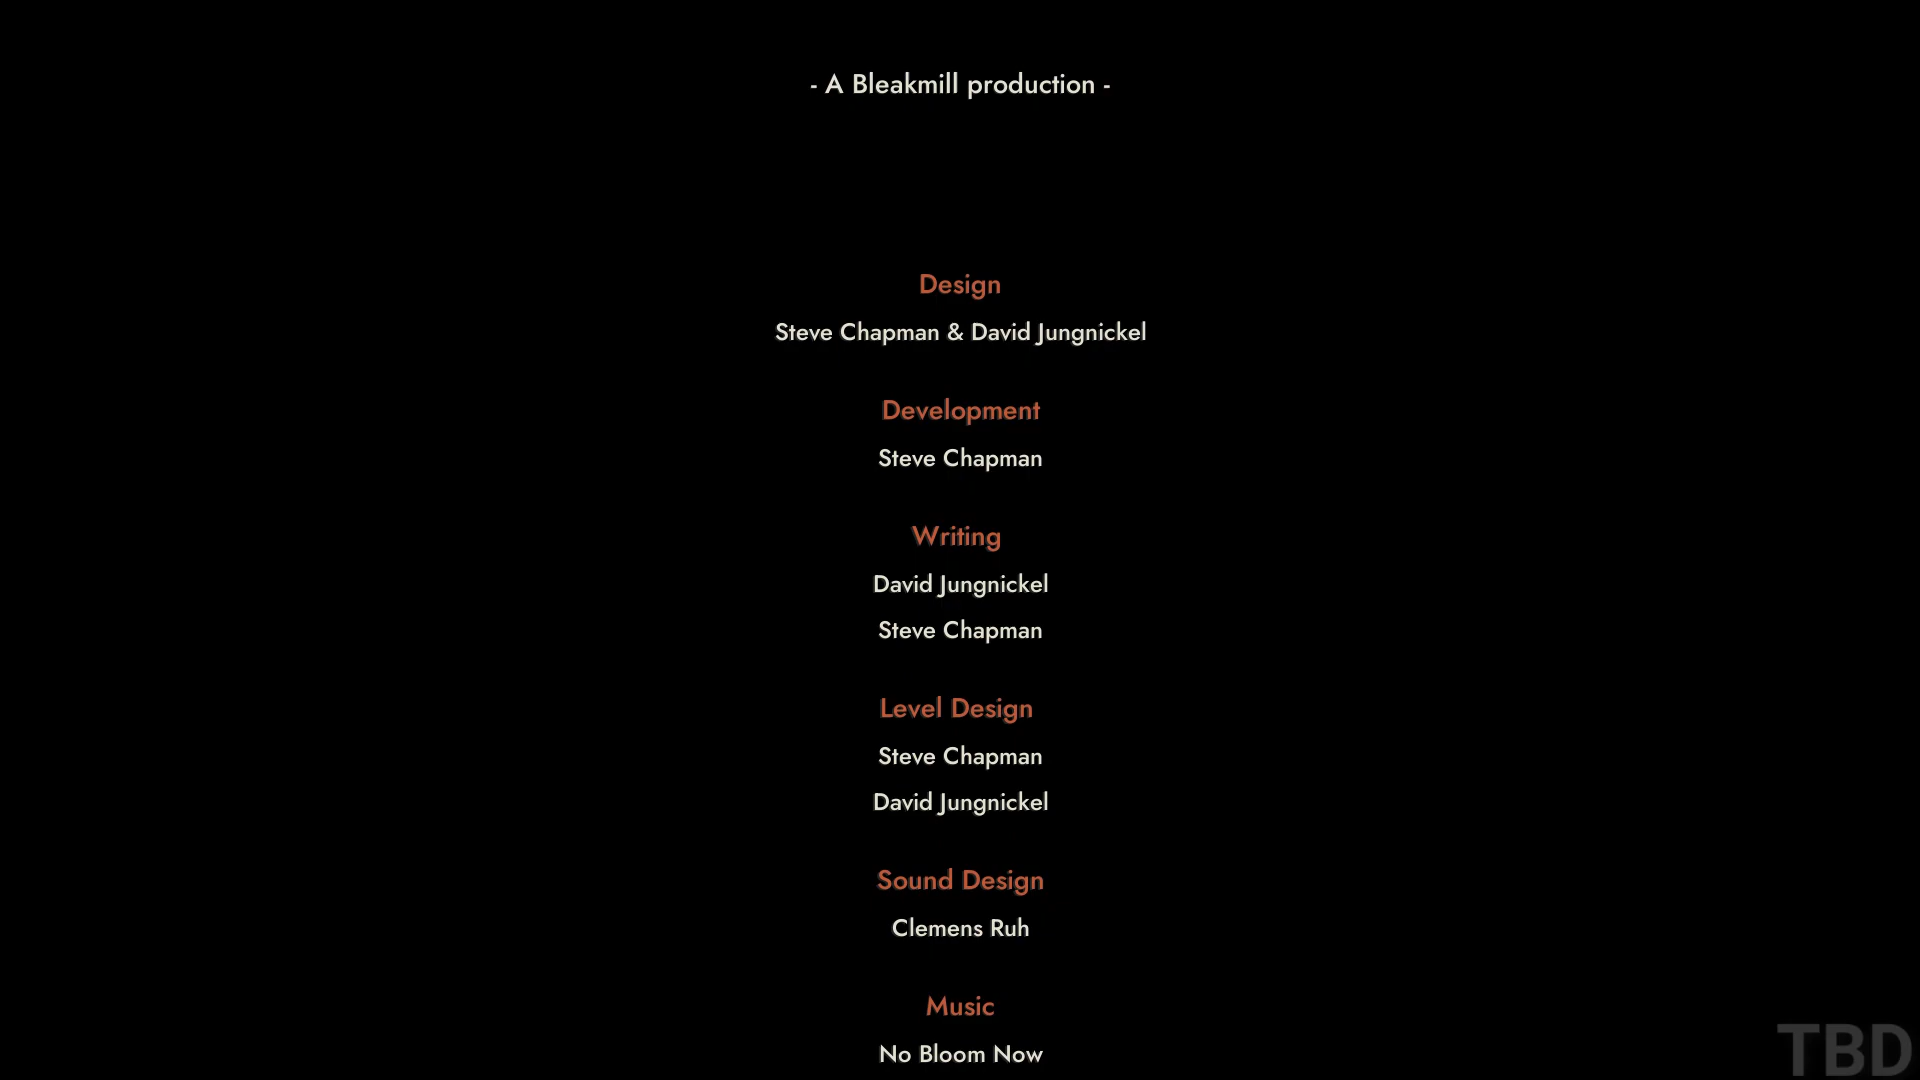 - A Bleakmill production -
Design
Steve Chapman & David Jungnickel
Development
Steve Chapman
Writing
David Jungnickel
Steve Chapman
Level Design
Steve Chapman
David Jungnickel
Sound Design
Clemens Ruh
Music
No Bloom Now
TBD